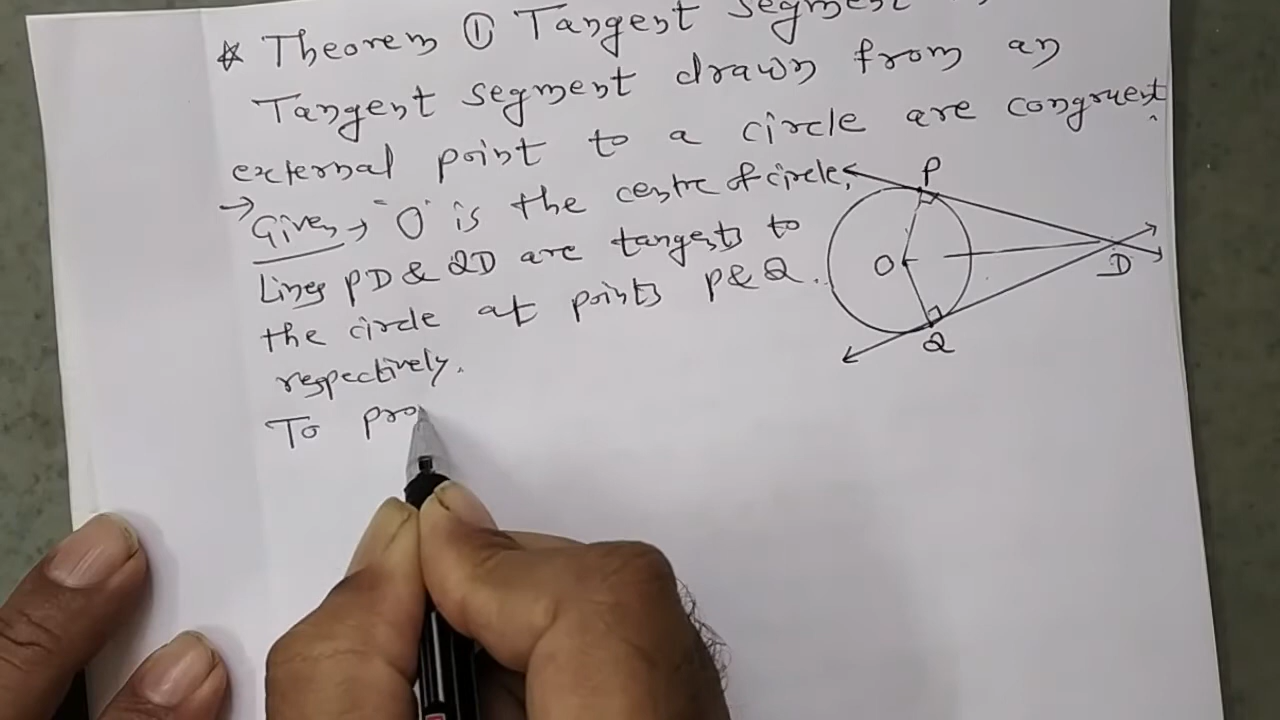 ☆ Theorem ① Tangent segment
Tangent segment drawn from an
external point to a circle are congruent.
→ Given → "O" is the centre of circle,
Lines PD & QD are tangents to
the circle at points P & Q.
respectively.
To pro
P
O
D
Q